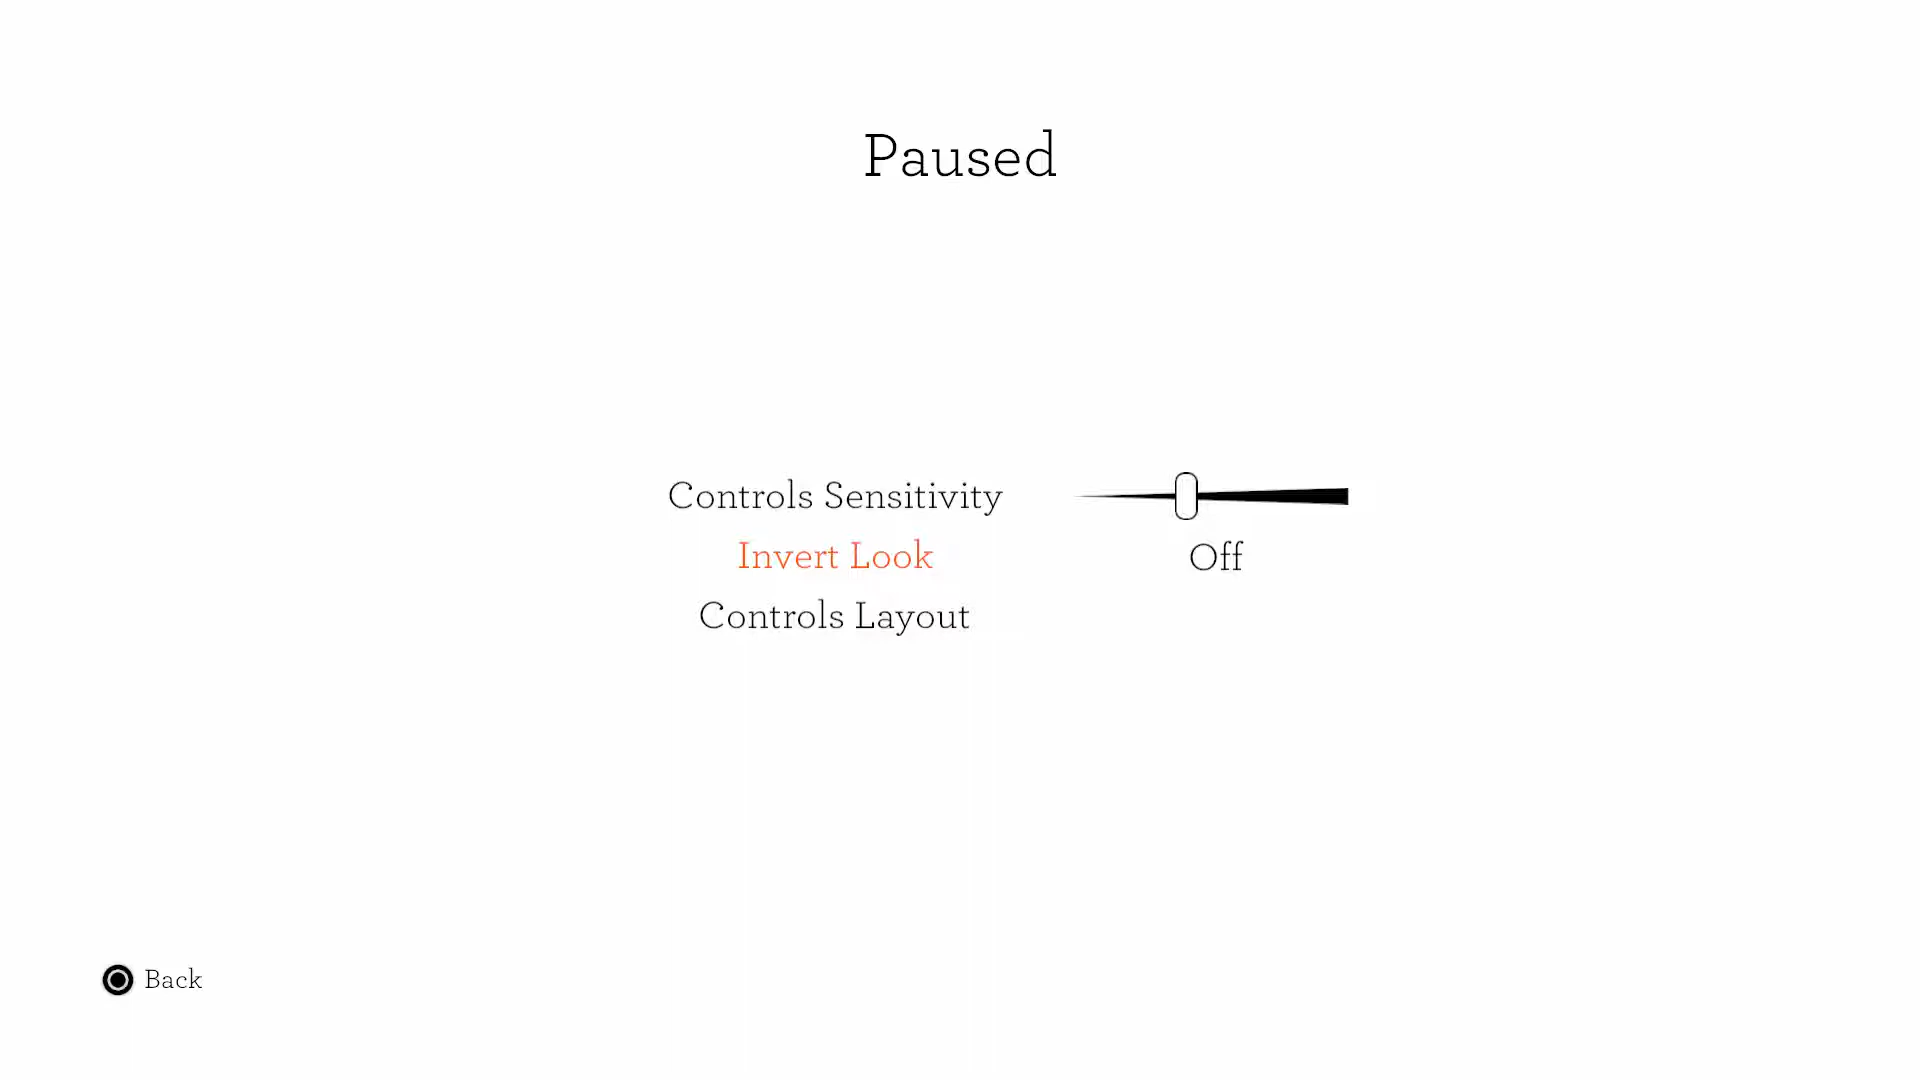 Paused
Controls Sensitivity
Invert Look Off
Controls Layout
Back